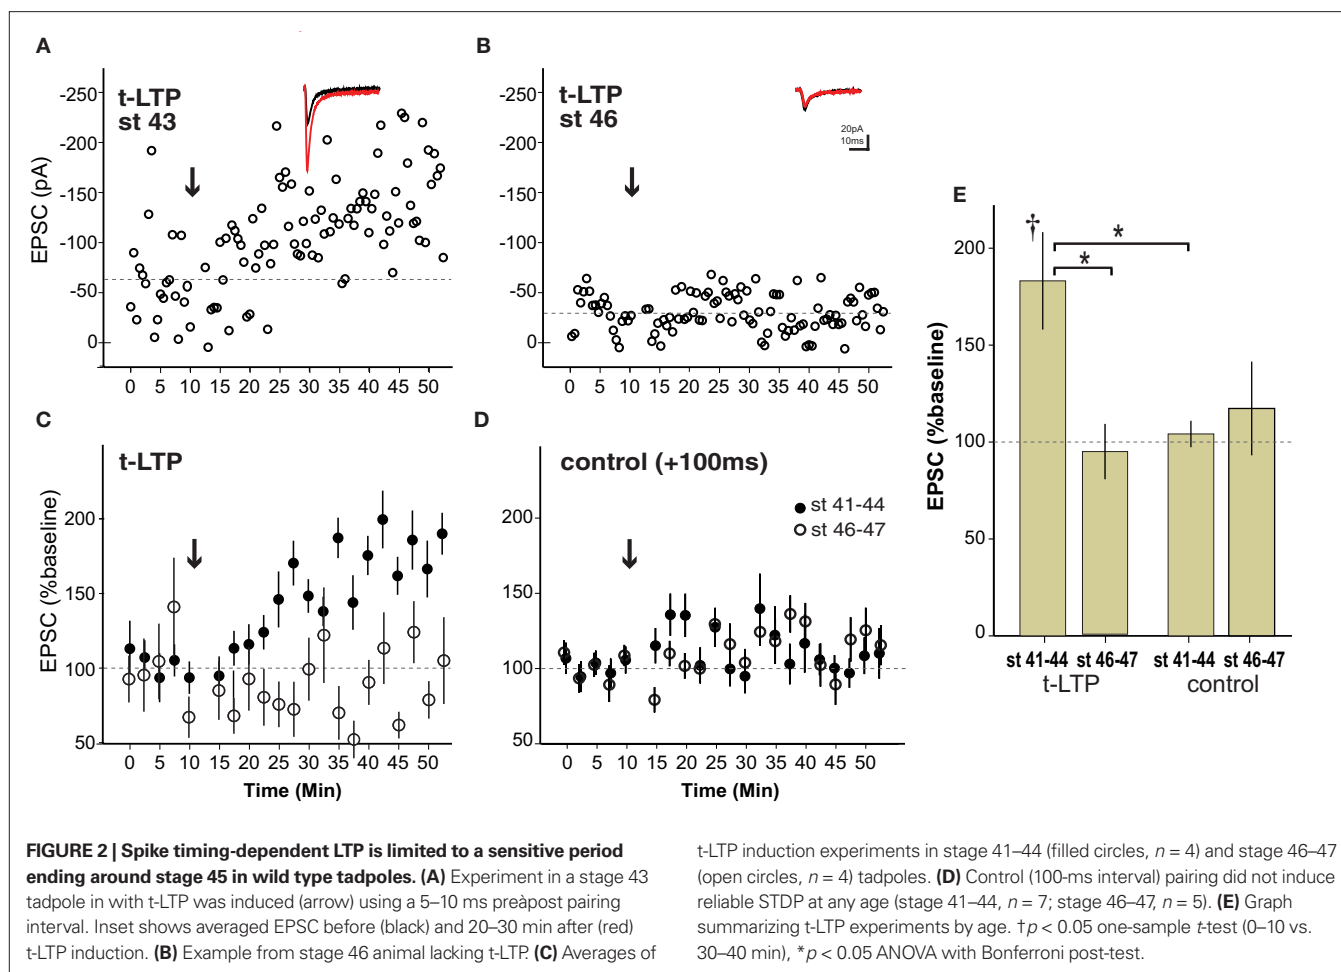 A
t-LTP
st 43
-250
-200
-150
-100
-50
0
EPSC (pA)
0 5 10 15 20 25 30 35 40 45 50
B
t-LTP
st 46
20pA
10ms
-250
-200
-150
-100
-50
0
0 5 10 15 20 25 30 35 40 45 50
C
t-LTP
200
150
100
50
EPSC (%baseline)
0 5 10 15 20 25 30 35 40 45 50
Time (Min)
D
control (+100ms)
st 41-44
st 46-47
200
150
100
50
0 5 10 15 20 25 30 35 40 45 50
Time (Min)
E
†
*
*
200
150
100
50
0
EPSC (%baseline)
st 41-44 st 46-47 st 41-44 st 46-47
t-LTP control
FIGURE 2 | Spike timing-dependent LTP is limited to a sensitive period
ending around stage 45 in wild type tadpoles. (A) Experiment in a stage 43
tadpole in with t-LTP was induced (arrow) using a 5–10 ms preàpost pairing
interval. Inset shows averaged EPSC before (black) and 20–30 min after (red)
t-LTP induction. (B) Example from stage 46 animal lacking t-LTP. (C) Averages of
t-LTP induction experiments in stage 41–44 (filled circles, n = 4) and stage 46–47
(open circles, n = 4) tadpoles. (D) Control (100-ms interval) pairing did not induce
reliable STDP at any age (stage 41–44, n = 7; stage 46–47, n = 5). (E) Graph
summarizing t-LTP experiments by age. †p < 0.05 one-sample t-test (0–10 vs.
30–40 min), *p < 0.05 ANOVA with Bonferroni post-test.